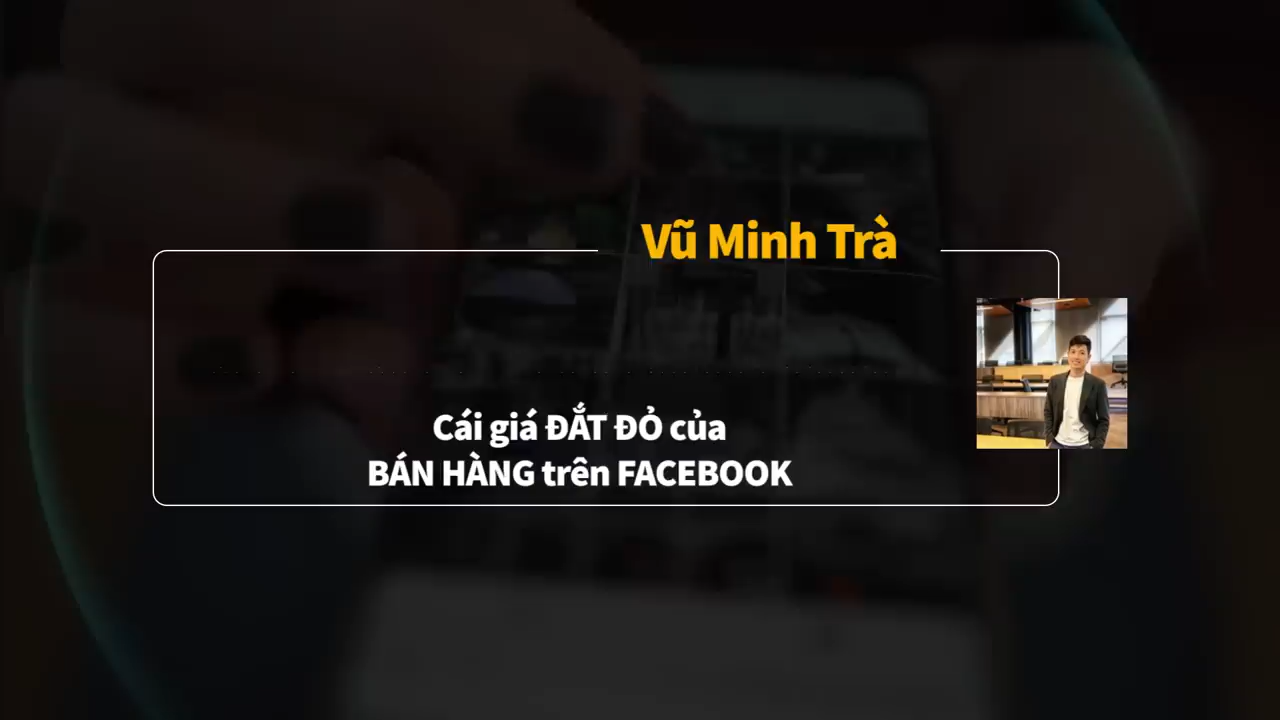 Vũ Minh Trà
Cái giá ĐẮT ĐỎ của
BÁN HÀNG trên FACEBOOK